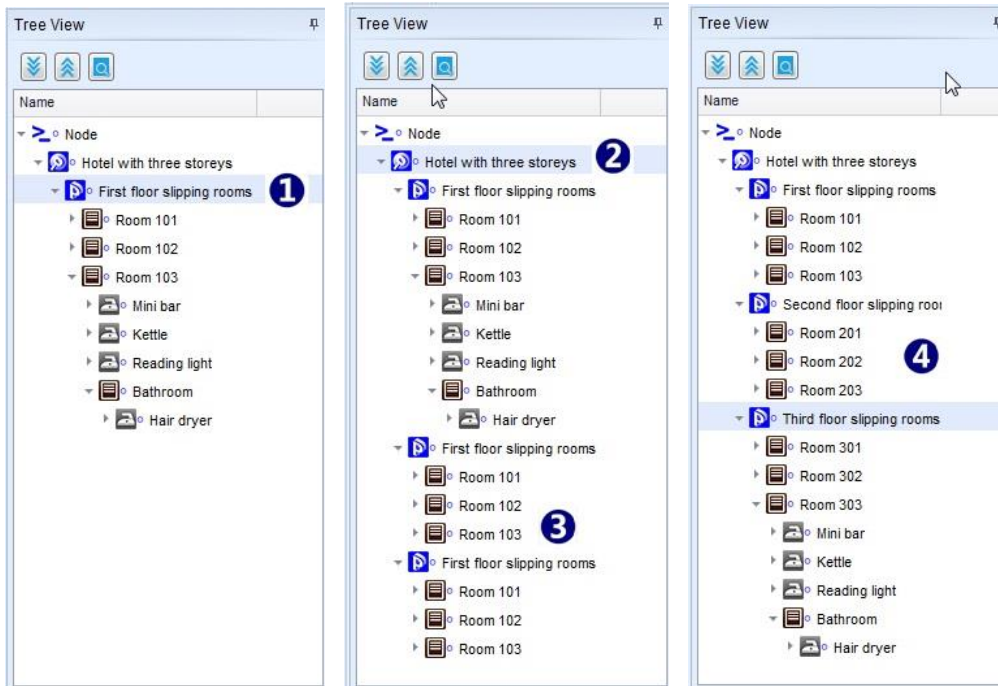 Tree View
Name
Node
Hotel with three storeys
First floor slipping rooms
1
Room 101
Room 102
Room 103
Mini bar
Kettle
Reading light
Bathroom
Hair dryer
Tree View
Name
Node
Hotel with three storeys
2
First floor slipping rooms
Room 101
Room 102
Room 103
Mini bar
Kettle
Reading light
Bathroom
Hair dryer
First floor slipping rooms
Room 101
Room 102
Room 103
3
First floor slipping rooms
Room 101
Room 102
Room 103
Tree View
Name
Node
Hotel with three storeys
First floor slipping rooms
Room 101
Room 102
Room 103
Second floor slipping roor
Room 201
Room 202
4
Room 203
Third floor slipping rooms
Room 301
Room 302
Room 303
Mini bar
Kettle
Reading light
Bathroom
Hair dryer